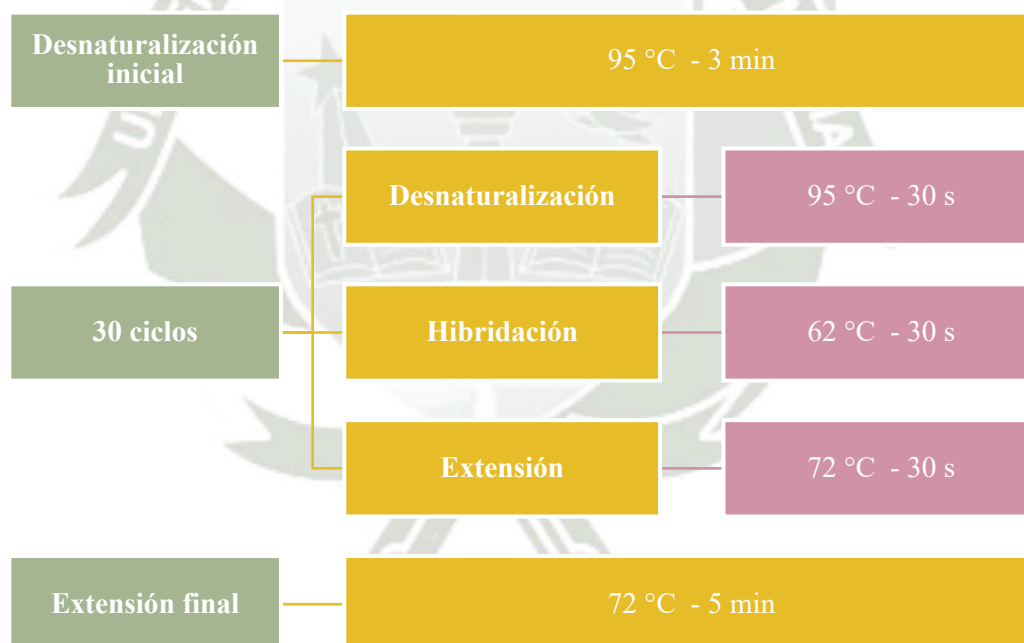 Desnaturalización
inicial
95 °C - 3 min
Desnaturalización
95 °C - 30 s
30 ciclos
Hibridación
62 °C - 30 s
Extensión
72 °C - 30 s
Extensión final
72 °C - 5 min